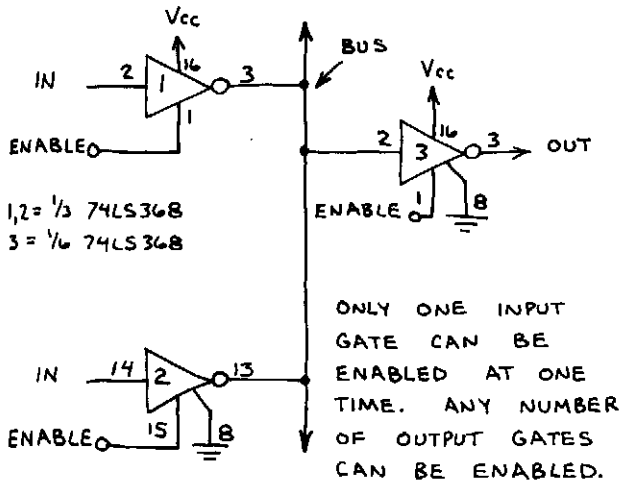 Vcc
16
IN 2 1 3
1
ENABLE
BUS
Vcc
16
2 3 3 OUT
ENABLE 1 8
1,2 = 1/3 74LS368
3 = 1/6 74LS368
IN 14 2 13
ENABLE 15 8
ONLY ONE INPUT
GATE CAN BE
ENABLED AT ONE
TIME. ANY NUMBER
OF OUTPUT GATES
CAN BE ENABLED.